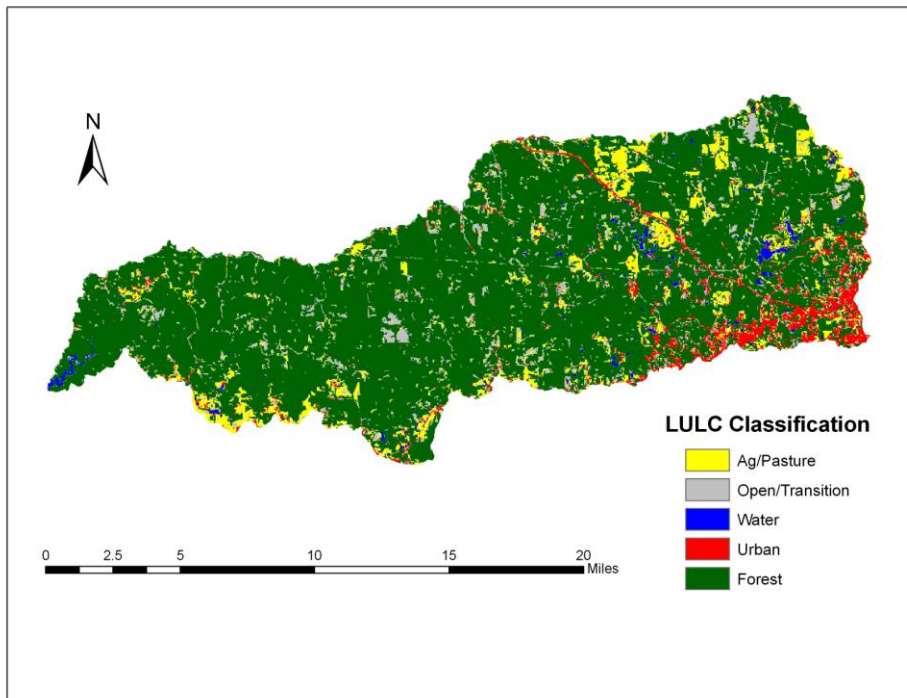 N
LULC Classification
Ag/Pasture
Open/Transition
Water
Urban
Forest
0 2.5 5 10 15 20
Miles